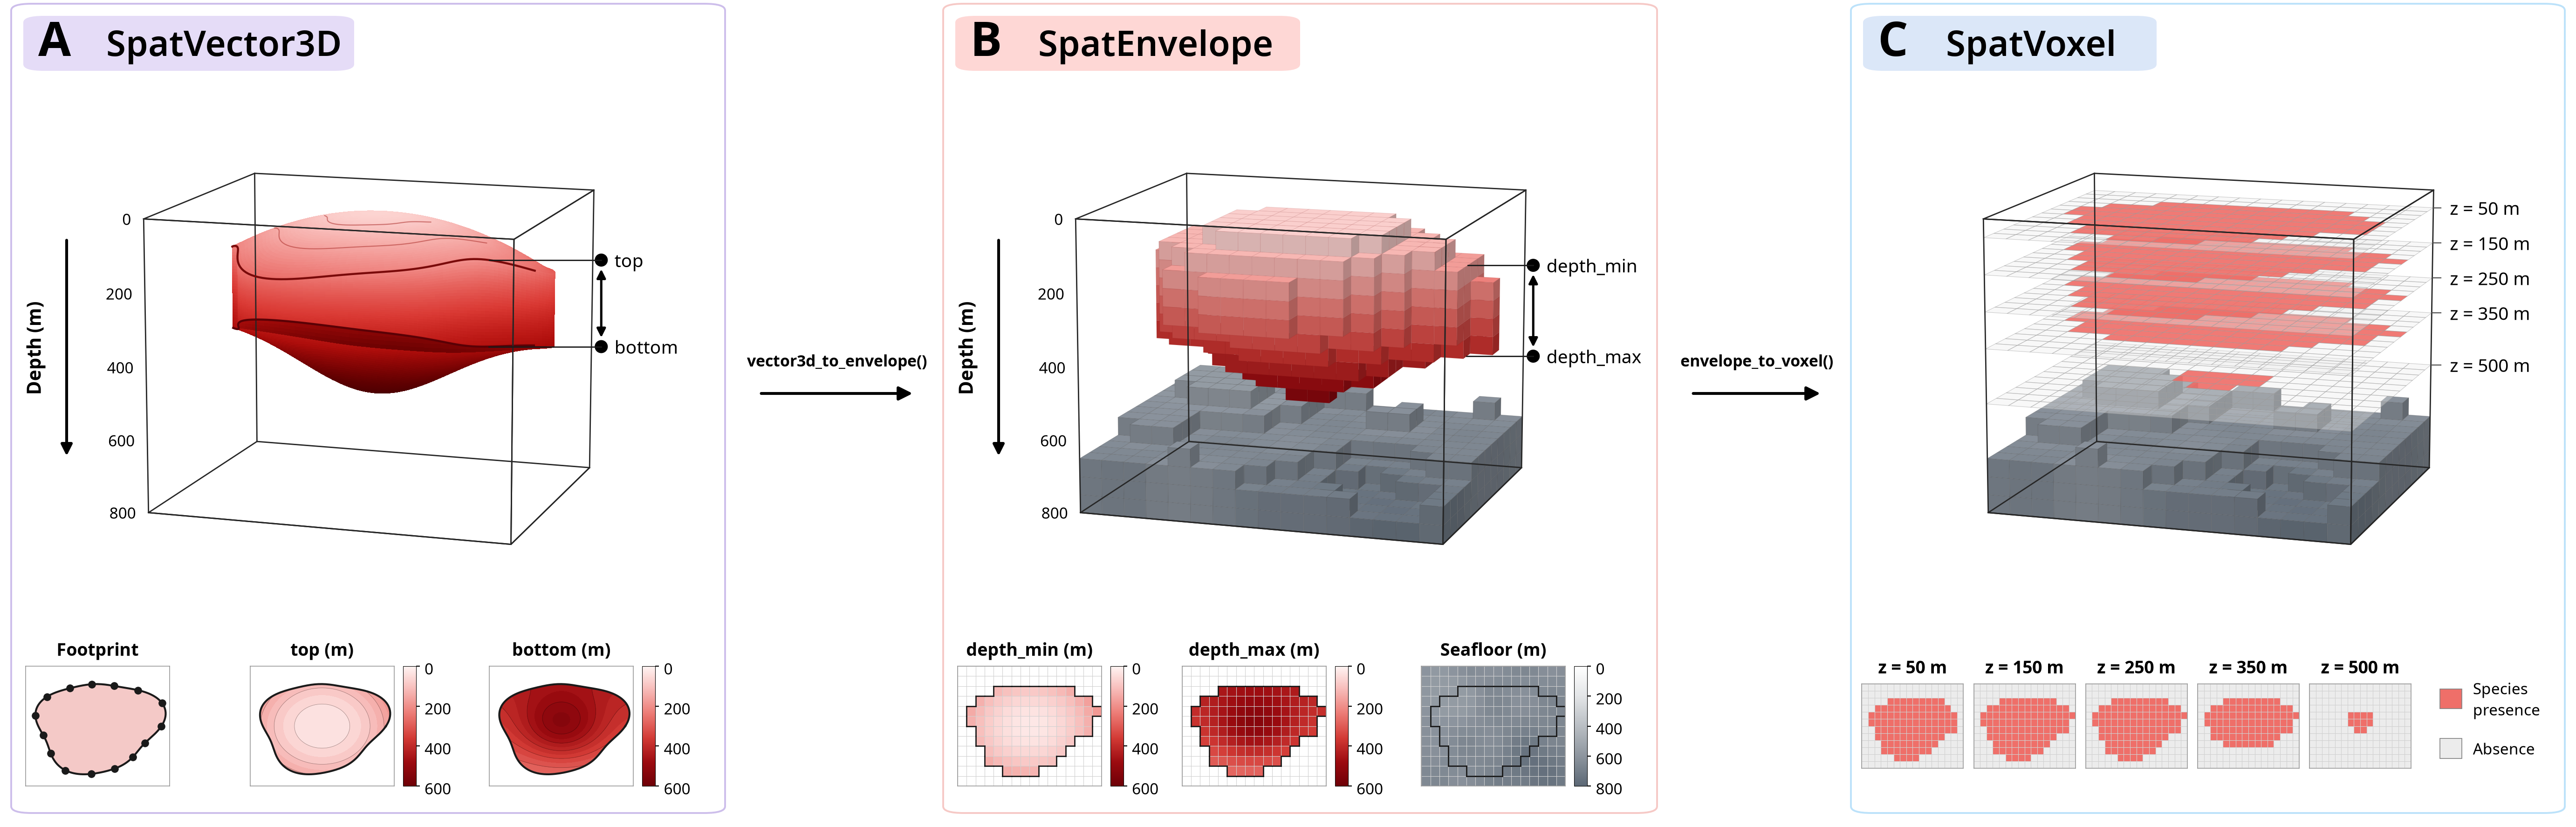 A SpatVector3D
Depth (m)
0
200
400
600
800
top
bottom
Footprint
top (m)
0
200
400
600
bottom (m)
0
200
400
600
vector3d_to_envelope()
B SpatEnvelope
Depth (m)
0
200
400
600
800
depth_min
depth_max
depth_min (m)
0
200
400
600
depth_max (m)
0
200
400
600
Seafloor (m)
0
200
400
600
800
envelope_to_voxel()
C SpatVoxel
z = 50 m
z = 150 m
z = 250 m
z = 350 m
z = 500 m
z = 50 m
z = 150 m
z = 250 m
z = 350 m
z = 500 m
Species
presence
Absence